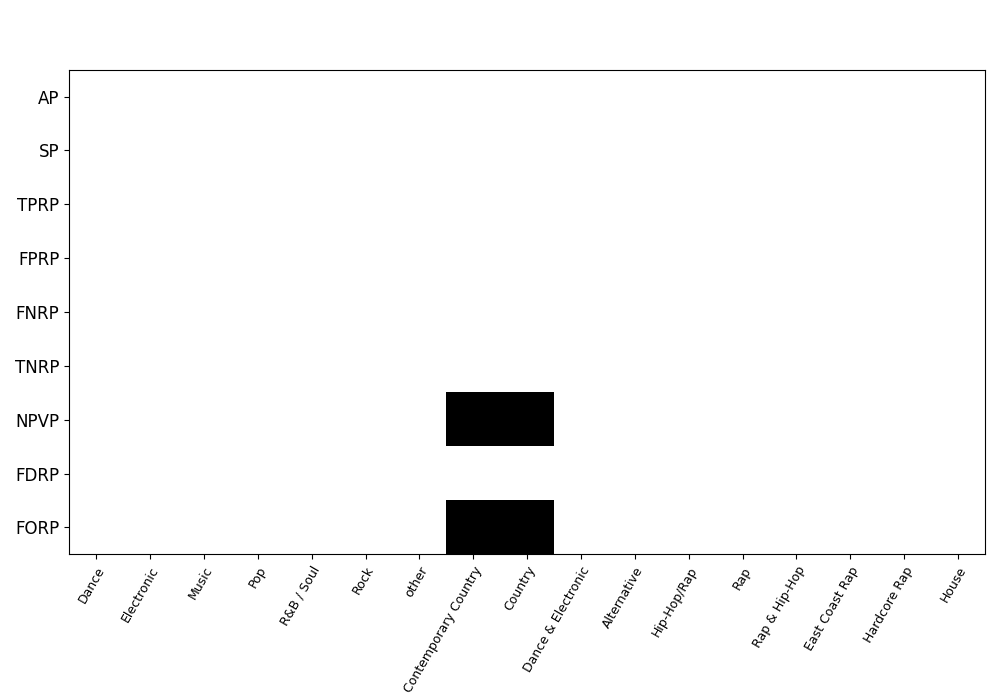 AP
SP
TPRP
FPRP
FNRP
TNRP
NPVP
FDRP
FORP
Dance
Electronic
Music
Pop
R&B / Soul
Rock
other
Contemporary Country
Country
Dance & Electronic
Alternative
Hip-Hop/Rap
Rap
Rap & Hip-Hop
East Coast Rap
Hardcore Rap
House